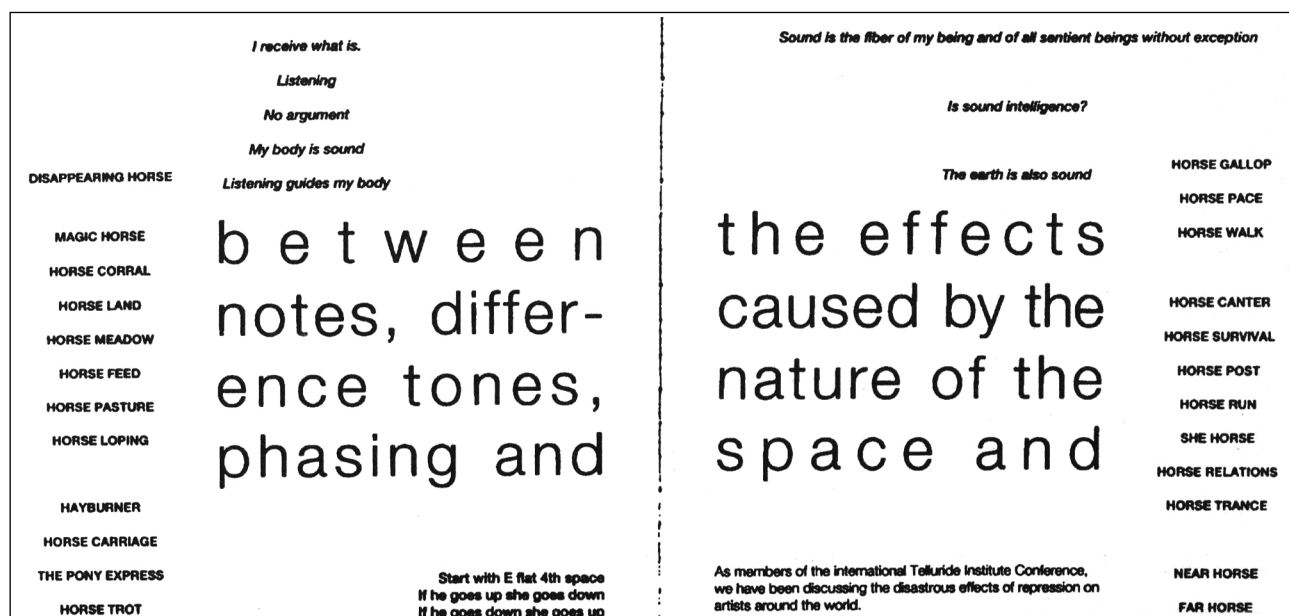 I receive what is.
Listening
No argument
My body is sound
Listening guides my body
DISAPPEARING HORSE
MAGIC HORSE
HORSE CORRAL
HORSE LAND
HORSE MEADOW
HORSE FEED
HORSE PASTURE
HORSE LOPING
HAYBURNER
HORSE CARRIAGE
THE PONY EXPRESS
HORSE TROT
between
notes, differ-
ence tones,
phasing and
Start with E flat 4th space
If he goes up she goes down
If he goes down she goes up
Sound is the fiber of my being and of all sentient beings without exception
Is sound intelligence?
The earth is also sound
the effects
caused by the
nature of the
space and
As members of the international Telluride Institute Conference,
we have been discussing the disastrous effects of repression on
artists around the world.
HORSE GALLOP
HORSE PACE
HORSE WALK
HORSE CANTER
HORSE SURVIVAL
HORSE POST
HORSE RUN
SHE HORSE
HORSE RELATIONS
HORSE TRANCE
NEAR HORSE
FAR HORSE